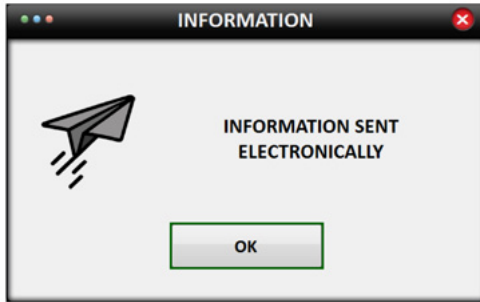 INFORMATION
INFORMATION SENT
ELECTRONICALLY
OK